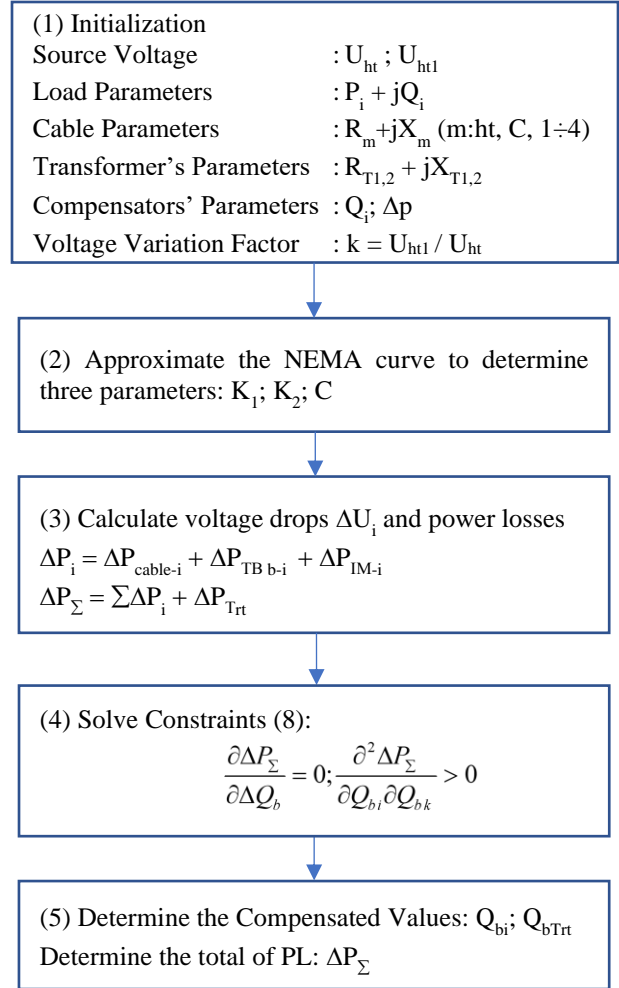 (1) Initialization
Source Voltage : U_ht ; U_ht1
Load Parameters : P_i + jQ_i
Cable Parameters : R_m+jX_m (m:ht, C, 1÷4)
Transformer's Parameters : R_T1,2 + jX_T1,2
Compensators' Parameters : Q_i; Δp
Voltage Variation Factor : k = U_ht1 / U_ht
(2) Approximate the NEMA curve to determine
three parameters: K_1; K_2; C
(3) Calculate voltage drops ΔU_i and power losses
ΔP_i = ΔP_cable-i + ΔP_TB b-i + ΔP_IM-i
ΔP_Σ = ∑ΔP_i + ΔP_Trt
(4) Solve Constraints (8):
∂ΔP_Σ / ∂ΔQ_b = 0; ∂²ΔP_Σ / ∂Q_bi ∂Q_bk > 0
(5) Determine the Compensated Values: Q_bi; Q_bTrt
Determine the total of PL: ΔP_Σ